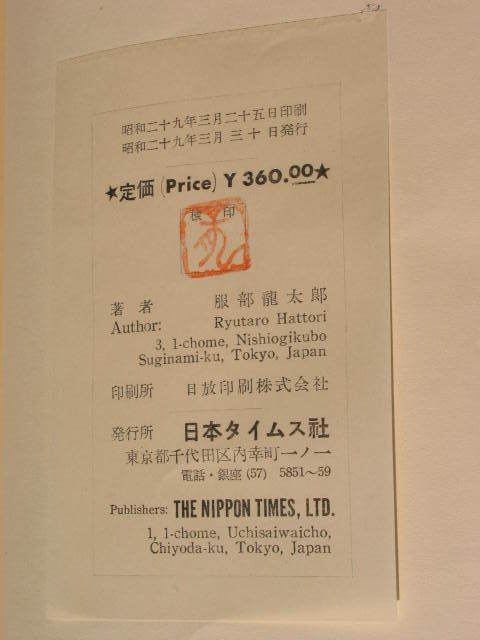 昭和二十九年三月二十五日印刷
昭和二十九年三月三十日発行
★定価 (Price) Y 360.00★
検印
著者 服部龍太郎
Author: Ryutaro Hattori
3, 1-chome, Nishiogikubo
Suginami-ku, Tokyo, Japan
印刷所 日放印刷株式会社
発行所 日本タイムス社
東京都千代田区内幸町一ノ一
電話・銀座 (57) 5851〜59
Publishers: THE NIPPON TIMES, LTD.
1, 1-chome, Uchisaiwaicho,
Chiyoda-ku, Tokyo, Japan